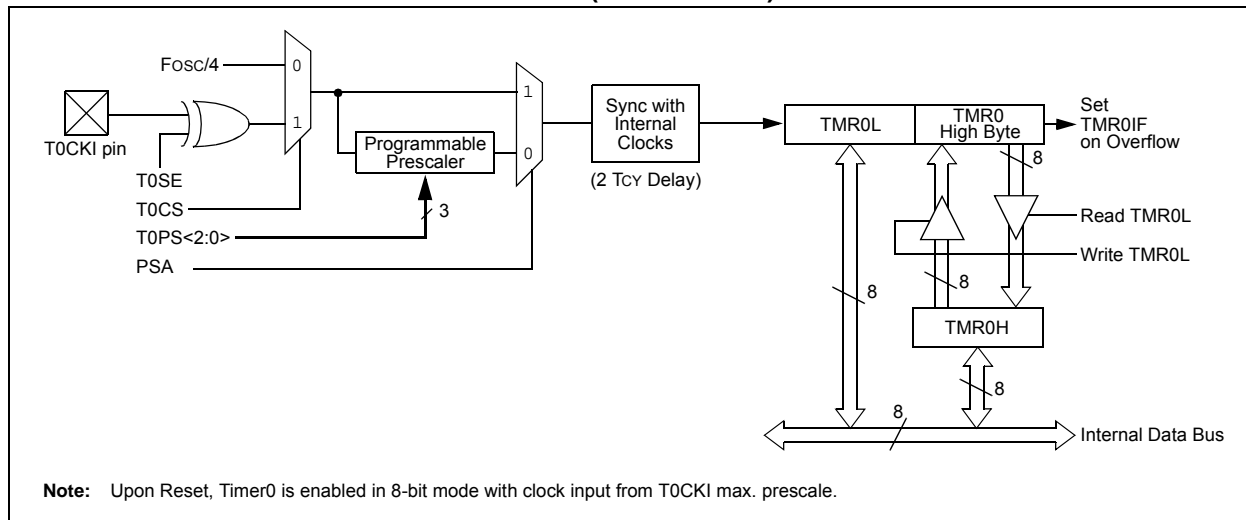 FOSC/4
0
1
T0CKI pin
T0SE
T0CS
T0PS<2:0>
PSA
Programmable
Prescaler
3
1
0
Sync with
Internal
Clocks
(2 TCY Delay)
TMR0L
TMR0
High Byte
Set
TMR0IF
on Overflow
8
Read TMR0L
Write TMR0L
8
8
TMR0H
8
8
Internal Data Bus
Note: Upon Reset, Timer0 is enabled in 8-bit mode with clock input from T0CKI max. prescale.